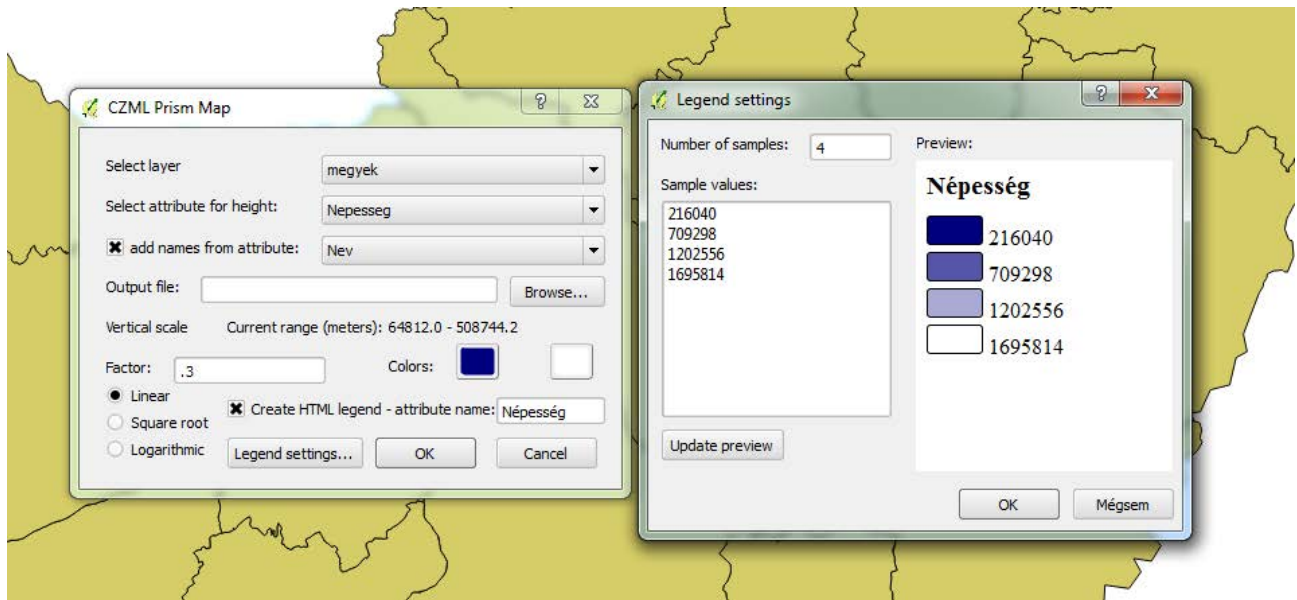 CZML Prism Map
Select layer
megyek
Select attribute for height:
Nepesseg
add names from attribute:
Nev
Output file:
Browse...
Vertical scale
Current range (meters): 64812.0 - 508744.2
Factor:
.3
Colors:
Linear
Square root
Logarithmic
Create HTML legend - attribute name:
Népesség
Legend settings...
OK
Cancel
Legend settings
Number of samples:
4
Sample values:
216040
709298
1202556
1695814
Update preview
Preview:
Népesség
216040
709298
1202556
1695814
OK
Mégsem